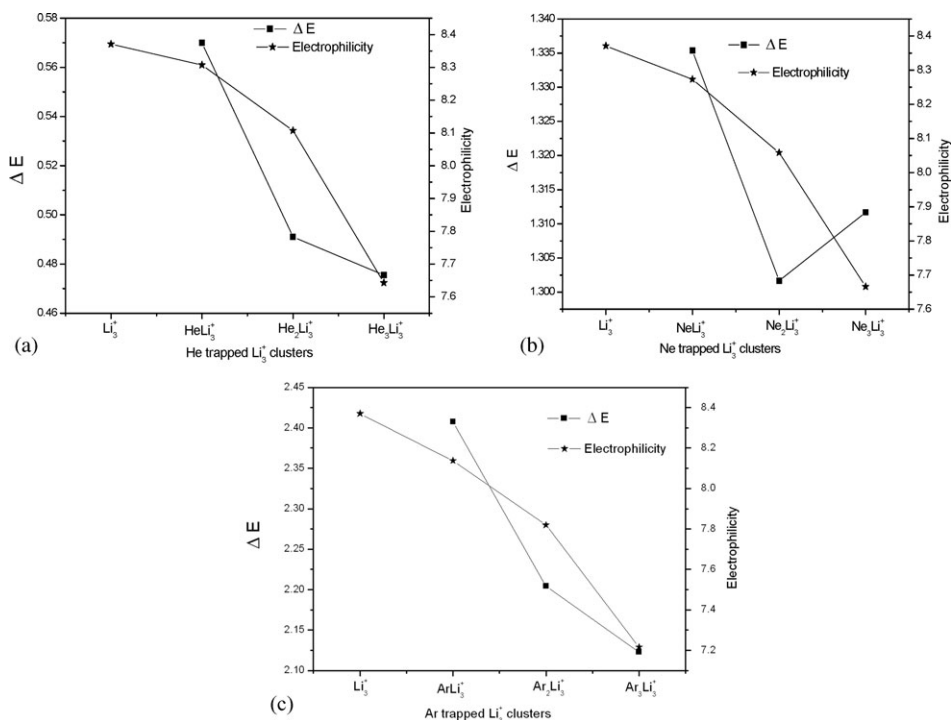 0.58
0.56
0.54
0.52
0.50
0.48
0.46
Δ E
Δ E
Electrophilicity
8.4
8.3
8.2
8.1
8.0
7.9
7.8
7.7
7.6
Electrophilicity
Li₃⁺
HeLi₃⁺
He₂Li₃⁺
He₃Li₃⁺
He trapped Li₃⁺ clusters
(a)
1.340
1.335
1.330
1.325
1.320
1.315
1.310
1.305
1.300
Δ E
Δ E
Electrophilicity
8.4
8.3
8.2
8.1
8.0
7.9
7.8
7.7
7.6
Electrophilicity
Li₃⁺
NeLi₃⁺
Ne₂Li₃⁺
Ne₃Li₃⁺
Ne trapped Li₃⁺ clusters
(b)
2.45
2.40
2.35
2.30
2.25
2.20
2.15
2.10
Δ E
Δ E
Electrophilicity
8.4
8.2
8.0
7.8
7.6
7.4
7.2
Electrophilicity
Li₃⁺
ArLi₃⁺
Ar₂Li₃⁺
Ar₃Li₃⁺
Ar trapped Li₃⁺ clusters
(c)